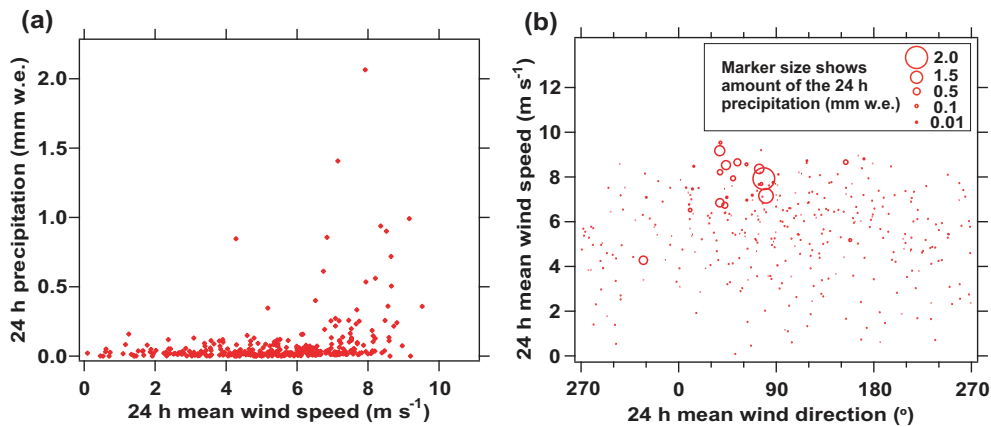 (a)
24 h precipitation (mm w.e.)
2.0
1.5
1.0
0.5
0.0
0 2 4 6 8 10
24 h mean wind speed (m s-1)
(b)
24 h mean wind speed (m s-1)
12
10
8
6
4
2
0
Marker size shows
amount of the 24 h
precipitation (mm w.e.)
2.0
1.5
0.5
0.1
0.01
270 0 90 180 270
24 h mean wind direction (º)